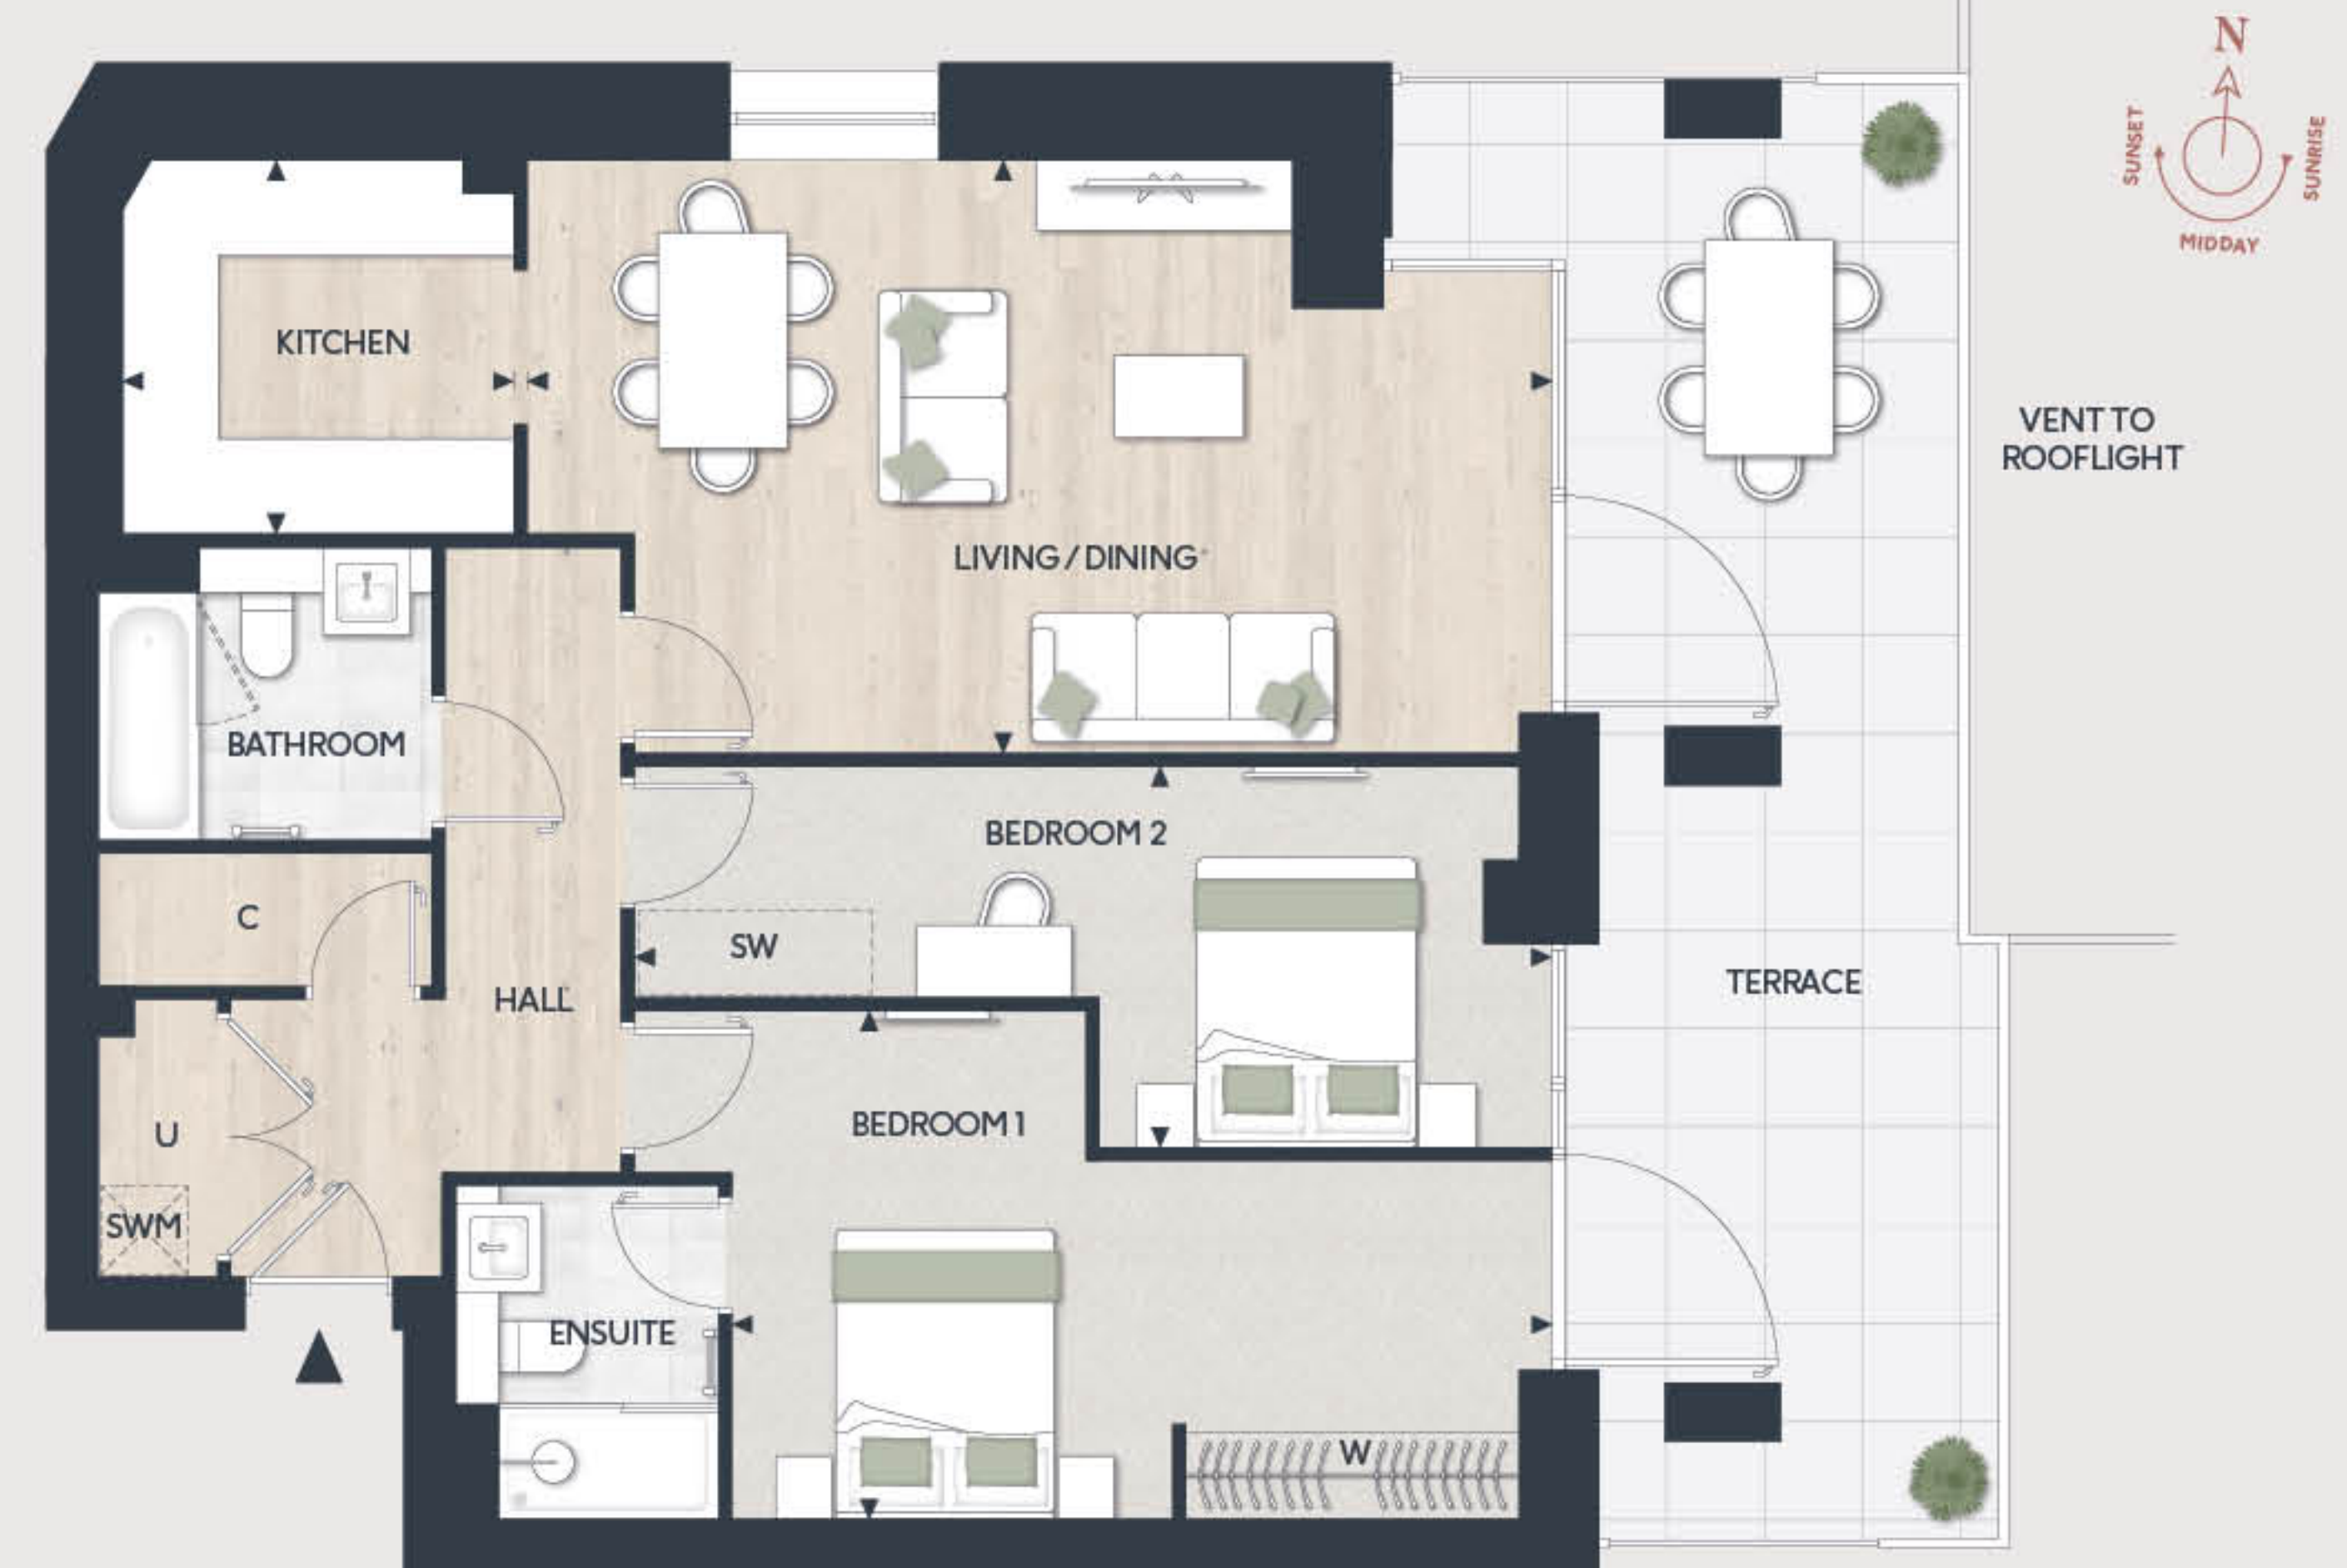 N
SUNSET
SUNRISE
MIDDAY
KITCHEN
VENT TO
ROOFLIGHT
LIVING / DINING
BATHROOM
BEDROOM 2
C
SW
HALL
TERRACE
U
BEDROOM 1
SWM
ENSUITE
W